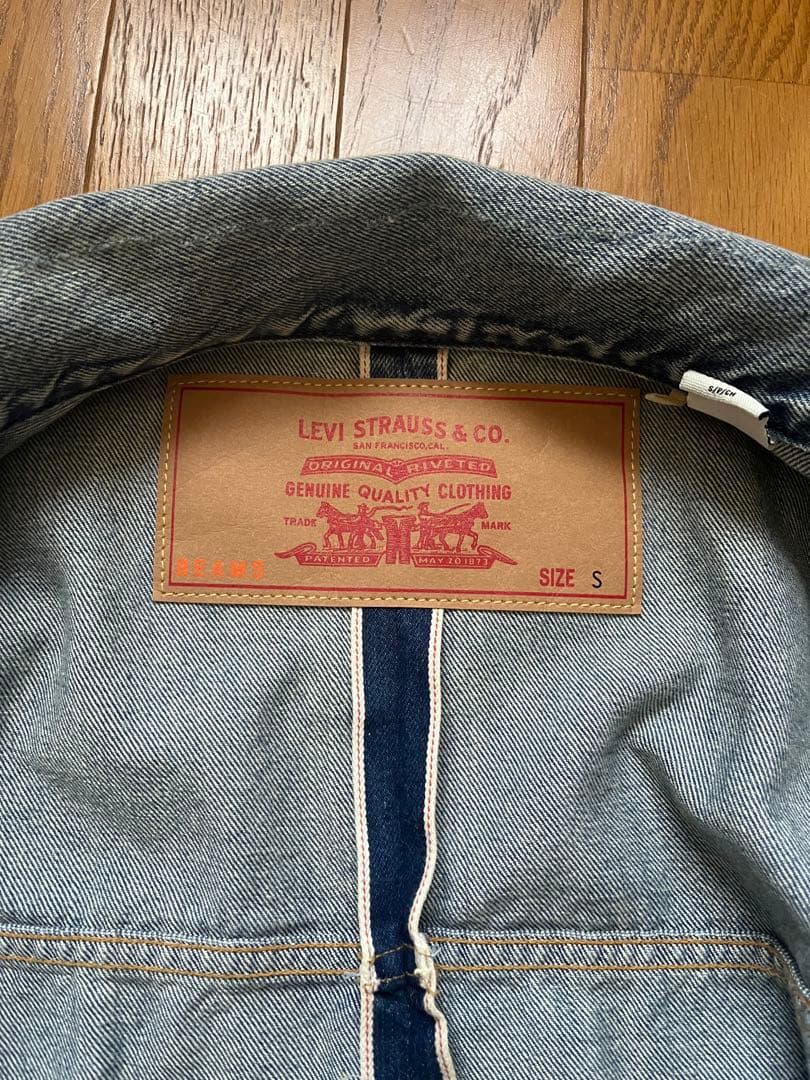 LEVI STRAUSS & CO.
SAN FRANCISCO, CAL.
ORIGINAL RIVETED
GENUINE QUALITY CLOTHING
TRADE MARK
PATENTED MAY 20 1873
BEAMS
SIZE S
S/P/CH